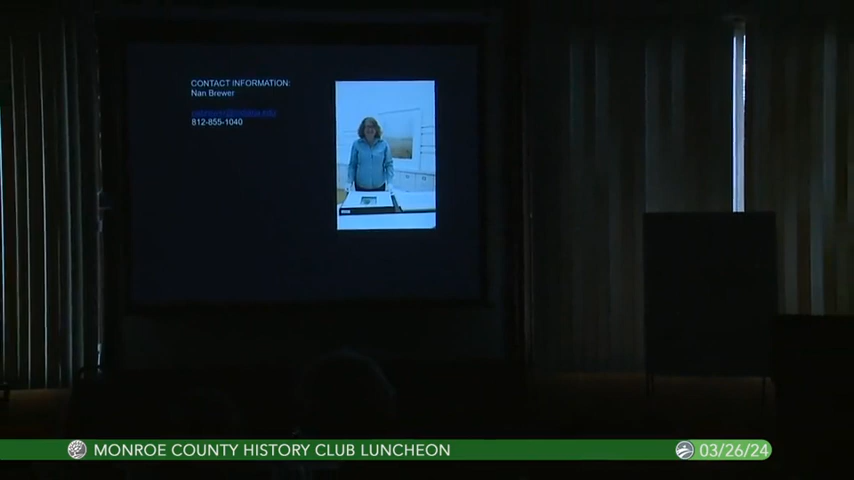 CONTACT INFORMATION:
Nan Brewer
812-855-1040
MONROE COUNTY HISTORY CLUB LUNCHEON
03/26/24